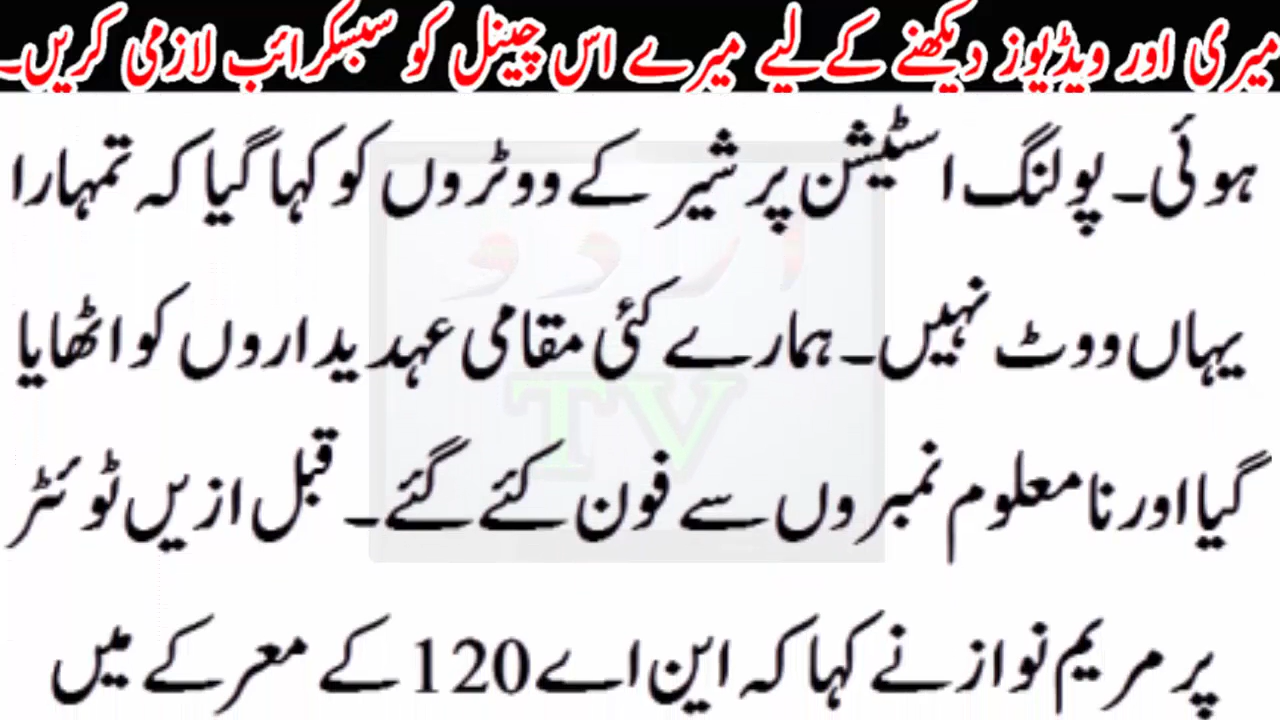 میری اور ویڈیوز دیکھنے کے لیے میرے اس چینل کو سبسکرائب لازمی کریں۔
ہوئی۔ پولنگ اسٹیشن پر شیر کے ووٹروں کو کہا گیا کہ تمہارا
یہاں ووٹ نہیں۔ ہمارے کئی مقامی عہدیداروں کو اٹھایا
اردو
TV
گیا اور نامعلوم نمبروں سے فون کئے گئے۔ قبل ازیں ٹوئٹر
پر مریم نواز نے کہا کہ این اے 120 کے معرکے میں